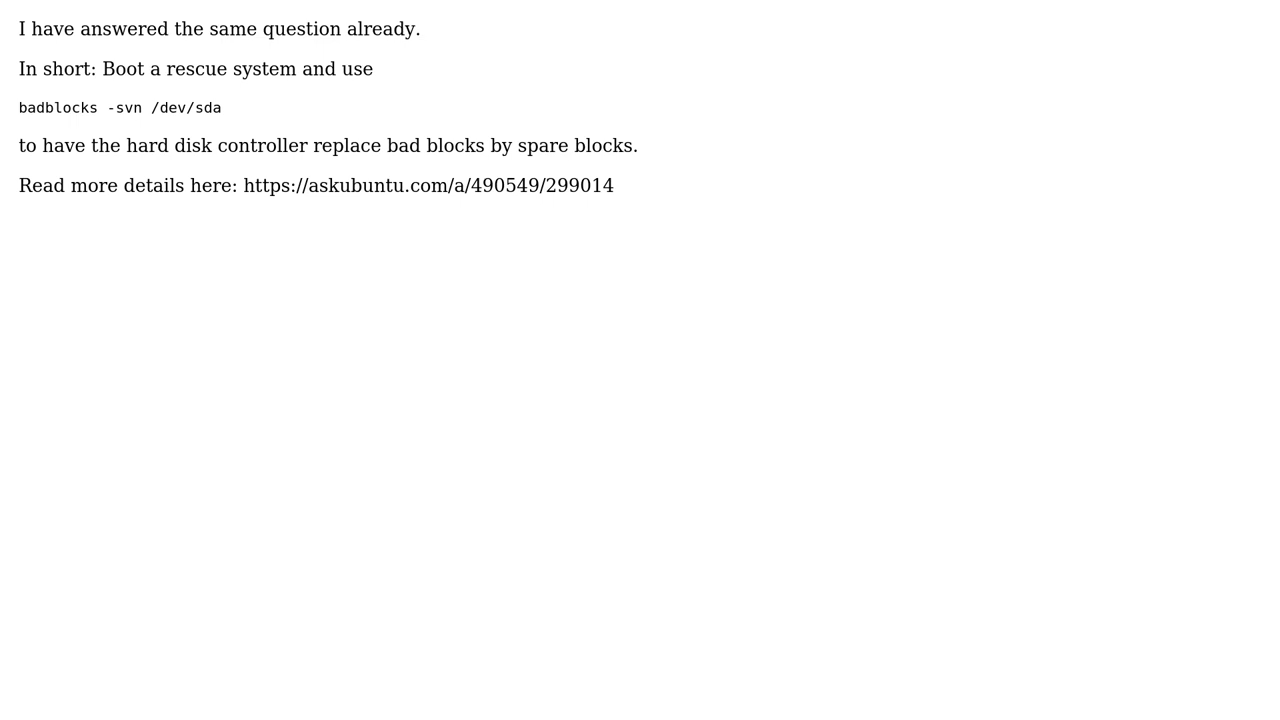 I have answered the same question already.
In short: Boot a rescue system and use
badblocks -svn /dev/sda
to have the hard disk controller replace bad blocks by spare blocks.
Read more details here: https://askubuntu.com/a/490549/299014